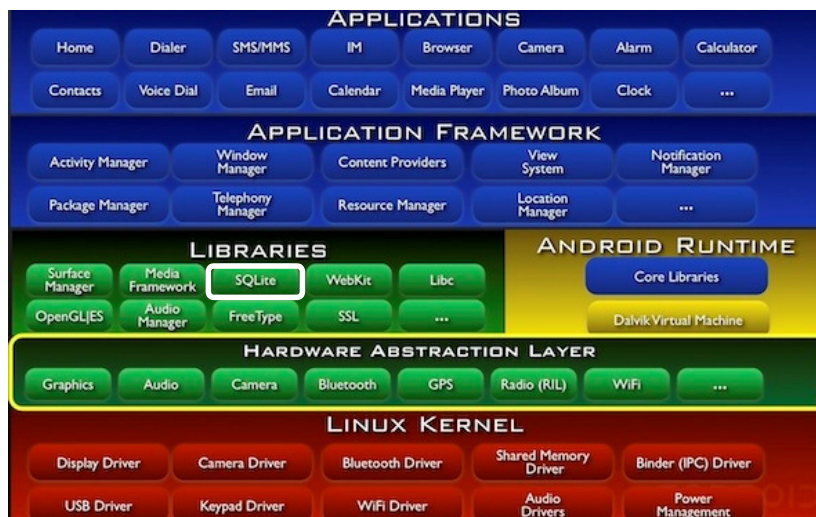 APPLICATIONS
Home Dialer SMS/MMS IM Browser Camera Alarm Calculator
Contacts Voice Dial Email Calendar Media Player Photo Album Clock ...
APPLICATION FRAMEWORK
Activity Manager Window Manager Content Providers View System Notification Manager
Package Manager Telephony Manager Resource Manager Location Manager ...
LIBRARIES
Surface Manager Media Framework SQLite WebKit Libc
OpenGL|ES Audio Manager FreeType SSL ...
ANDROID RUNTIME
Core Libraries
Dalvik Virtual Machine
HARDWARE ABSTRACTION LAYER
Graphics Audio Camera Bluetooth GPS Radio (RIL) WiFi ...
LINUX KERNEL
Display Driver Camera Driver Bluetooth Driver Shared Memory Driver Binder (IPC) Driver
USB Driver Keypad Driver WiFi Driver Audio Drivers Power Management